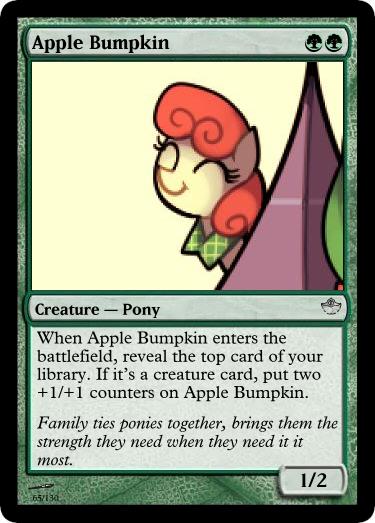 Apple Bumpkin
Creature — Pony
When Apple Bumpkin enters the
battlefield, reveal the top card of your
library. If it's a creature card, put two
+1/+1 counters on Apple Bumpkin.
Family ties ponies together, brings them the
strength they need when they need it it
most.
1/2
65/130